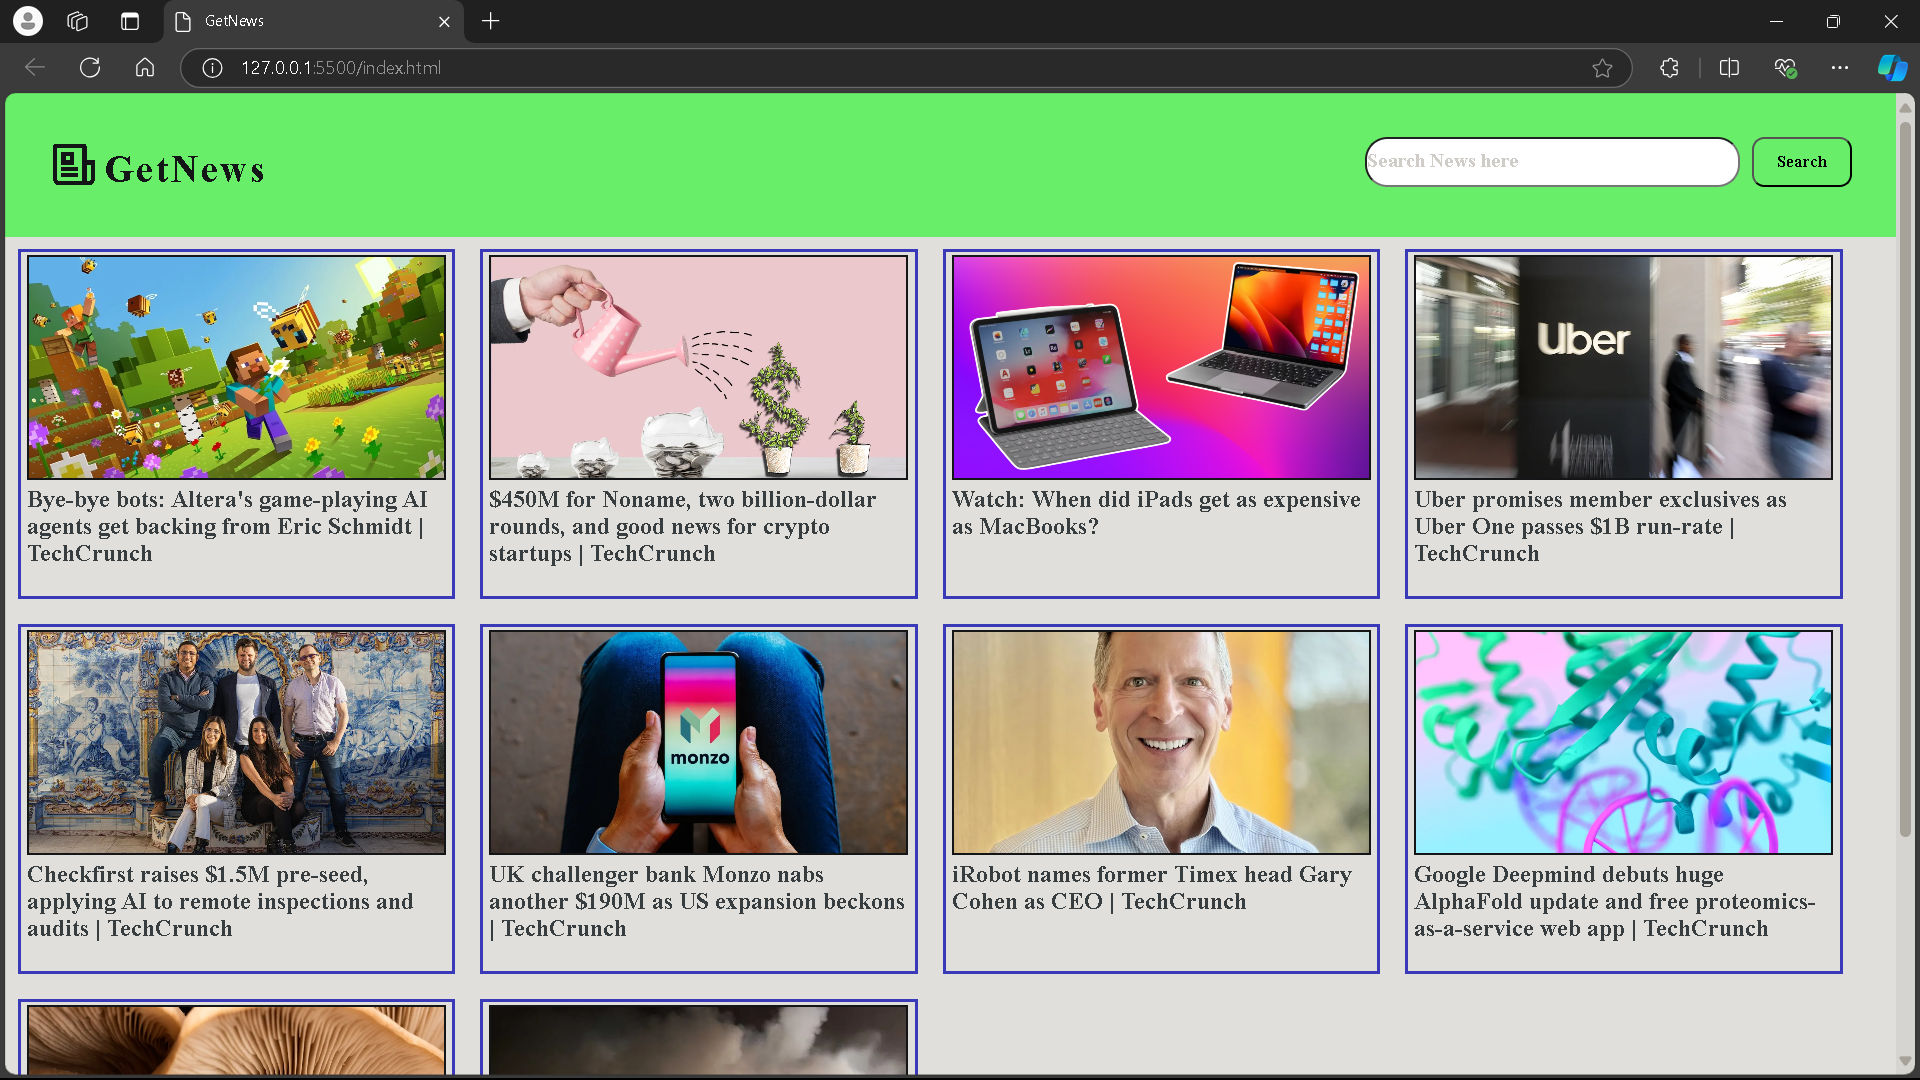 GetNews
127.0.0.1:5500/index.html
GetNews
Search News here
Search
Uber
Bye-bye bots: Altera's game-playing AI
agents get backing from Eric Schmidt |
TechCrunch
$450M for Noname, two billion-dollar
rounds, and good news for crypto
startups | TechCrunch
Watch: When did iPads get as expensive
as MacBooks?
Uber promises member exclusives as
Uber One passes $1B run-rate |
TechCrunch
monzo
Checkfirst raises $1.5M pre-seed,
applying AI to remote inspections and
audits | TechCrunch
UK challenger bank Monzo nabs
another $190M as US expansion beckons
| TechCrunch
iRobot names former Timex head Gary
Cohen as CEO | TechCrunch
Google Deepmind debuts huge
AlphaFold update and free proteomics-
as-a-service web app | TechCrunch